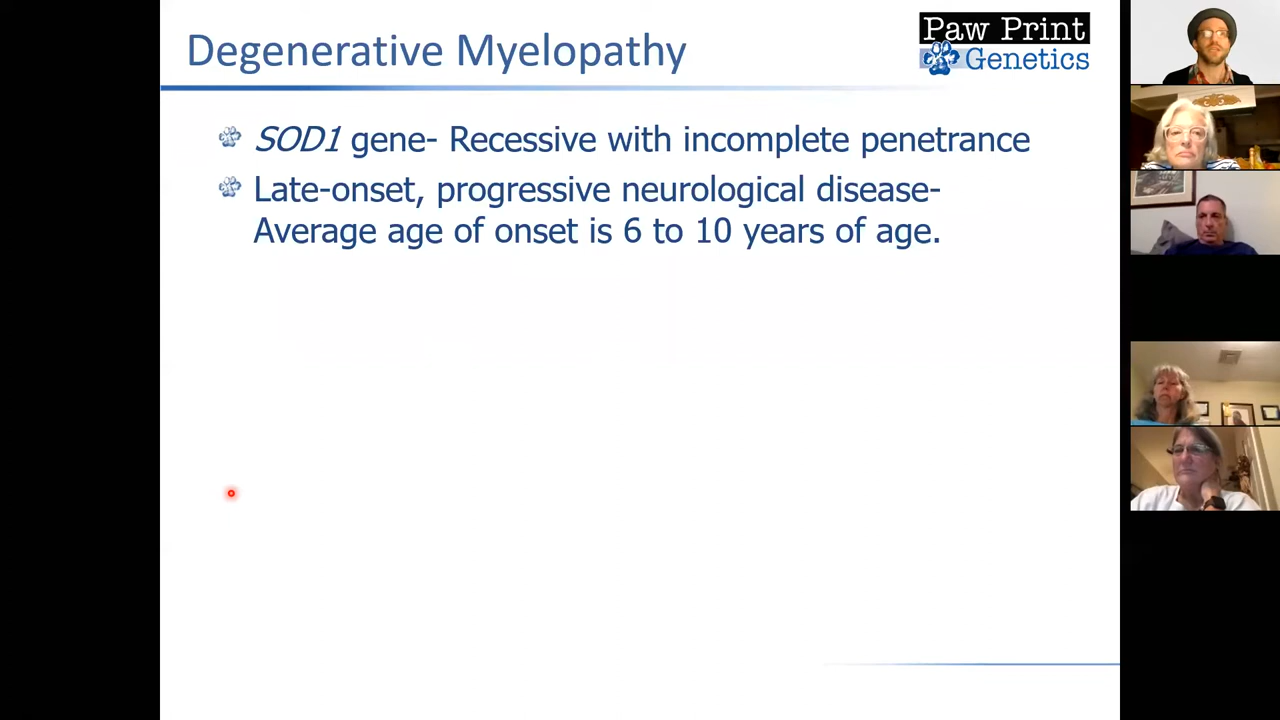 Degenerative Myelopathy
Paw Print
Genetics
SOD1 gene- Recessive with incomplete penetrance
Late-onset, progressive neurological disease-
Average age of onset is 6 to 10 years of age.